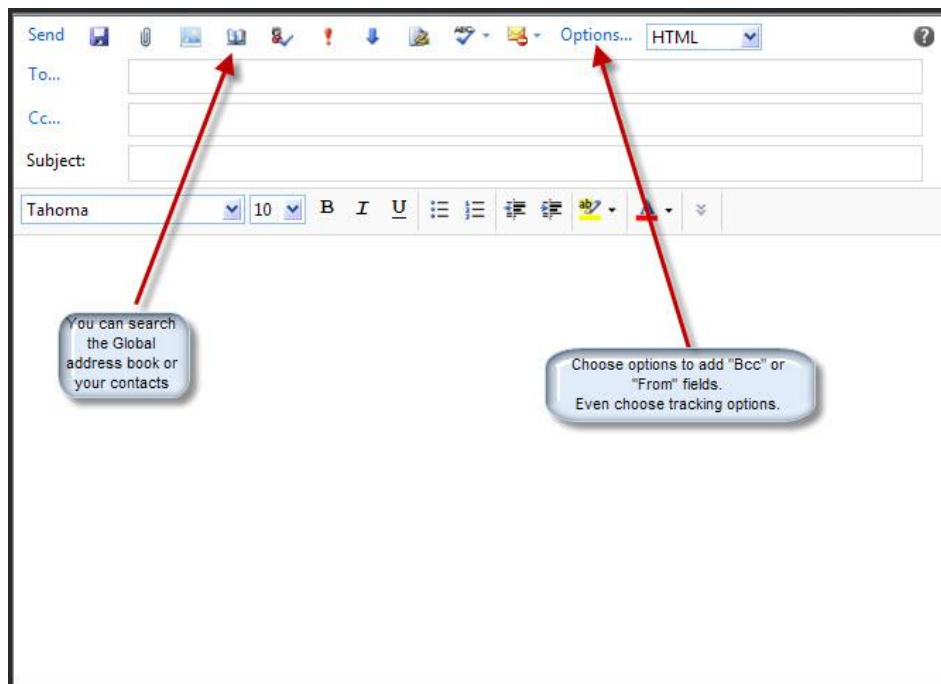 Send Options... HTML
To...
Cc...
Subject:
Tahoma 10 B I U
You can search
the Global
address book or
your contacts
Choose options to add "Bcc" or
"From" fields.
Even choose tracking options.